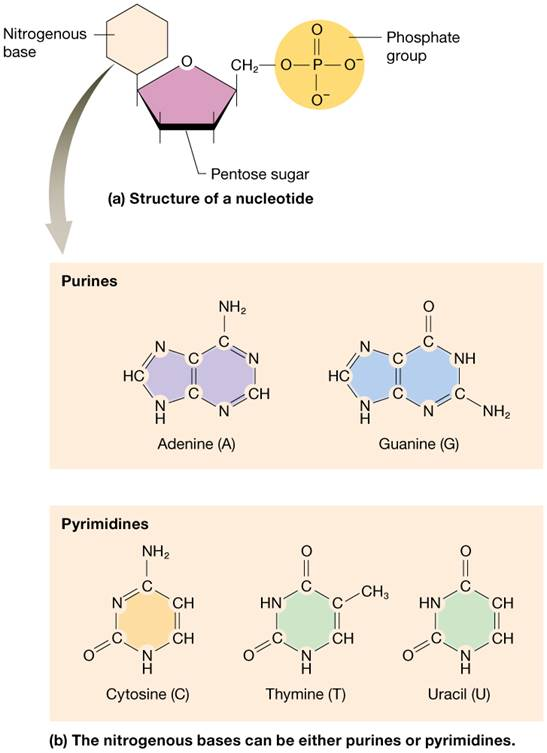 Nitrogenous
base
O
CH₂
O
P
O
O⁻
O⁻
Phosphate
group
Pentose sugar
(a) Structure of a nucleotide
Purines
NH₂
N
C
C
N
HC
C
CH
N
H
N
Adenine (A)
O
N
C
C
NH
HC
C
C
N
H
N
NH₂
Guanine (G)
Pyrimidines
NH₂
C
N
CH
C
CH
O
N
H
Cytosine (C)
O
C
CH₃
HN
C
C
CH
O
N
H
Thymine (T)
O
C
HN
CH
C
CH
O
N
H
Uracil (U)
(b) The nitrogenous bases can be either purines or pyrimidines.